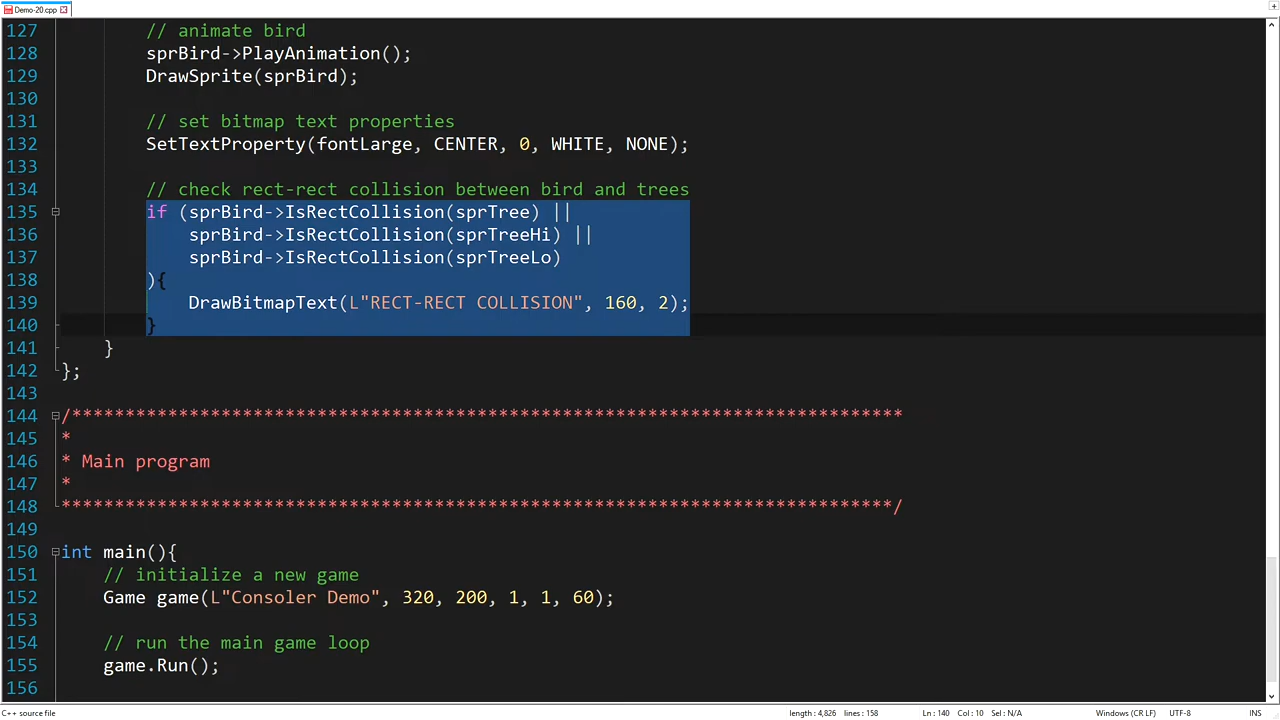 Demo-20.cpp
127 // animate bird
128 sprBird->PlayAnimation();
129 DrawSprite(sprBird);
130
131 // set bitmap text properties
132 SetTextProperty(fontLarge, CENTER, 0, WHITE, NONE);
133
134 // check rect-rect collision between bird and trees
135 if (sprBird->IsRectCollision(sprTree) ||
136 sprBird->IsRectCollision(sprTreeHi) ||
137 sprBird->IsRectCollision(sprTreeLo)
138 ){
139 DrawBitmapText(L"RECT-RECT COLLISION", 160, 2);
140 }
141 }
142 };
143
144 /******************************************************************************
145 *
146 * Main program
147 *
148 ******************************************************************************/
149
150 int main(){
151 // initialize a new game
152 Game game(L"Consoler Demo", 320, 200, 1, 1, 60);
153
154 // run the main game loop
155 game.Run();
156
C++ source file length : 4,826 lines : 158 Ln : 140 Col : 10 Sel : N/A Windows (CR LF) UTF-8 INS